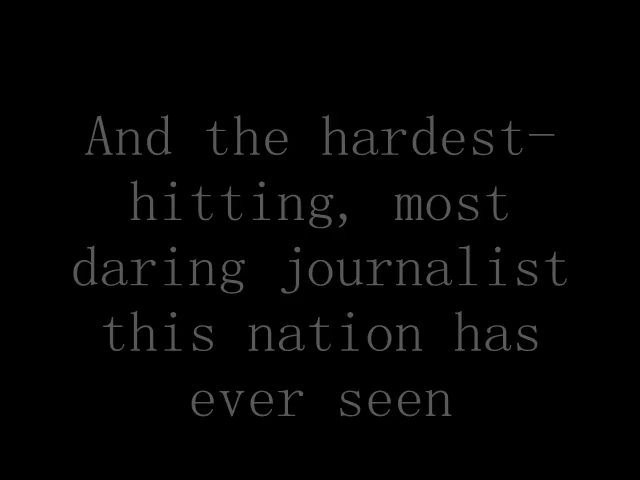 And the hardest-
hitting, most
daring journalist
this nation has
ever seen